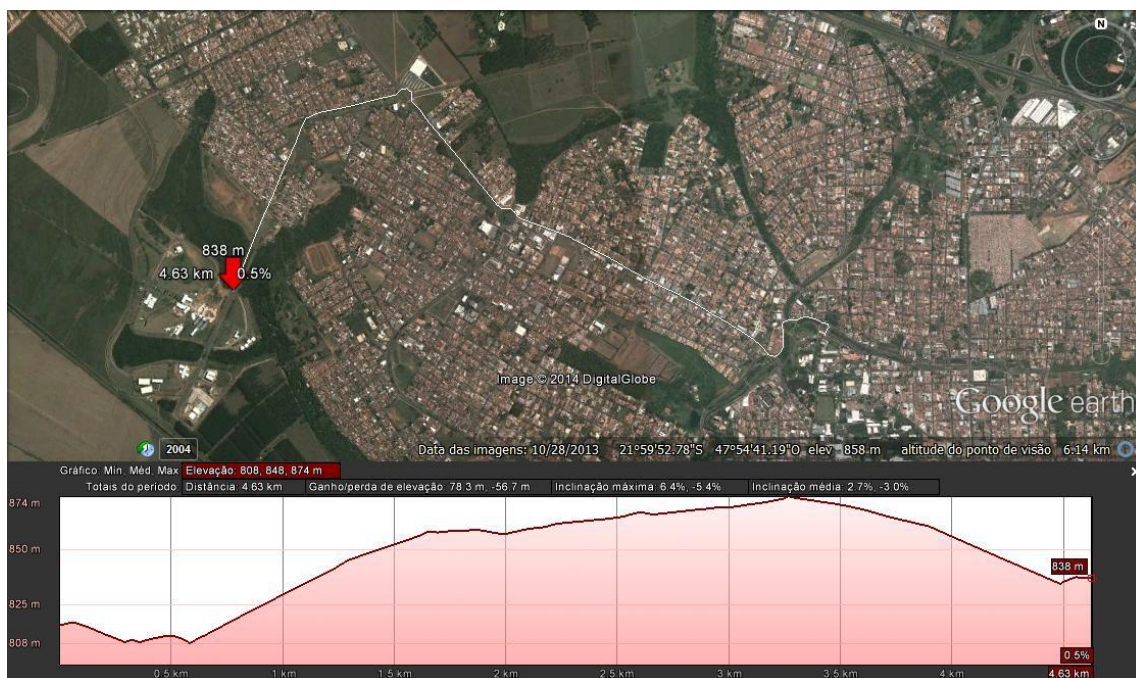 N
838 m
4.63 km 0.5%
Image © 2014 DigitalGlobe
Google earth
2004 Data das imagens: 10/28/2013 21°59'52.78"S 47°54'41.19"O elev 858 m altitude do ponto de visão 6.14 km
Gráfico: Min, Méd, Max Elevação: 808, 848, 874 m
Totais do período: Distância: 4.63 km Ganho/perda de elevação: 78.3 m, -56.7 m Inclinação máxima: 6.4%, -5.4% Inclinação média: 2.7%, -3.0%
874 m
850 m
838 m
825 m
808 m
0.5%
0.5 km 1 km 1.5 km 2 km 2.5 km 3 km 3.5 km 4 km 4.63 km